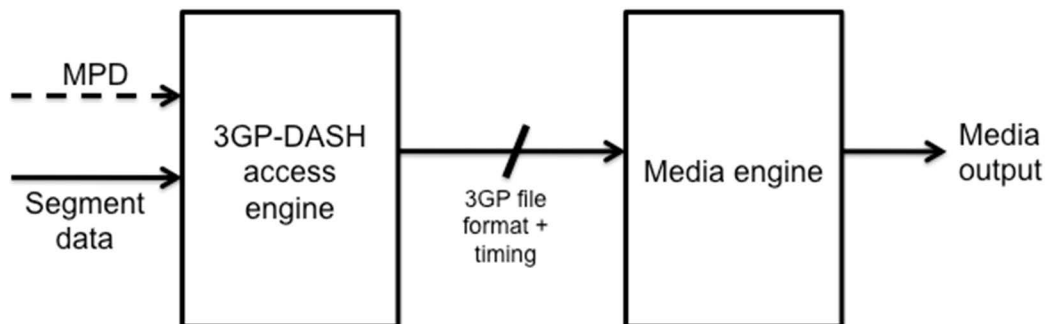 MPD
Segment
data
3GP-DASH
access
engine
3GP file
format +
timing
Media engine
Media
output